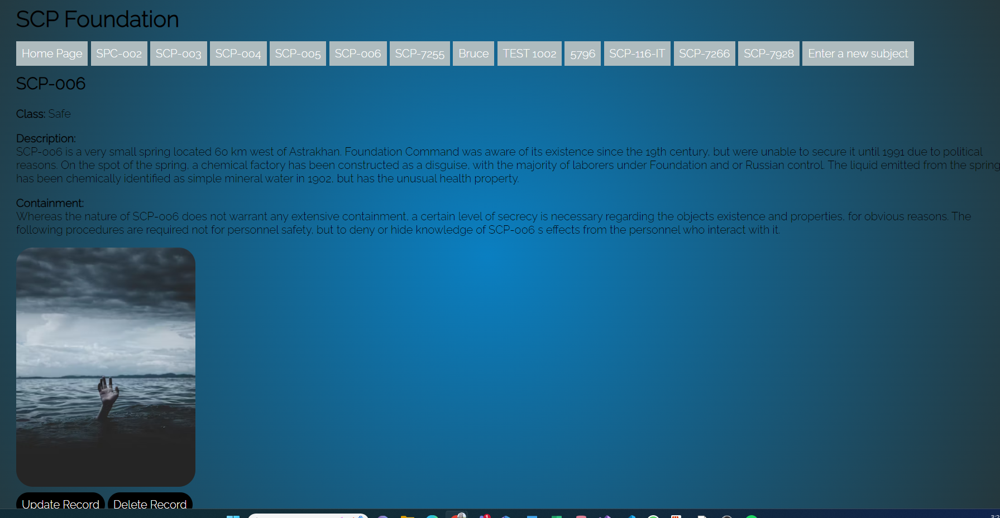 SCP Foundation
Home Page SPC-002 SCP-003 SCP-004 SCP-005 SCP-006 SCP-7255 Bruce TEST 1002 5796 SCP-116-IT SCP-7266 SCP-7928 Enter a new subject
SCP-006
Class: Safe
Description:
SCP-006 is a very small spring located 60 km west of Astrakhan. Foundation Command was aware of its existence since the 19th century, but were unable to secure it until 1991 due to political
reasons. On the spot of the spring, a chemical factory has been constructed as a disguise, with the majority of laborers under Foundation and or Russian control. The liquid emitted from the spring
has been chemically identified as simple mineral water in 1902, but has the unusual health property.
Containment:
Whereas the nature of SCP-006 does not warrant any extensive containment, a certain level of secrecy is necessary regarding the objects existence and properties, for obvious reasons. The
following procedures are required not for personnel safety, but to deny or hide knowledge of SCP-006 s effects from the personnel who interact with it.
Update Record Delete Record
1